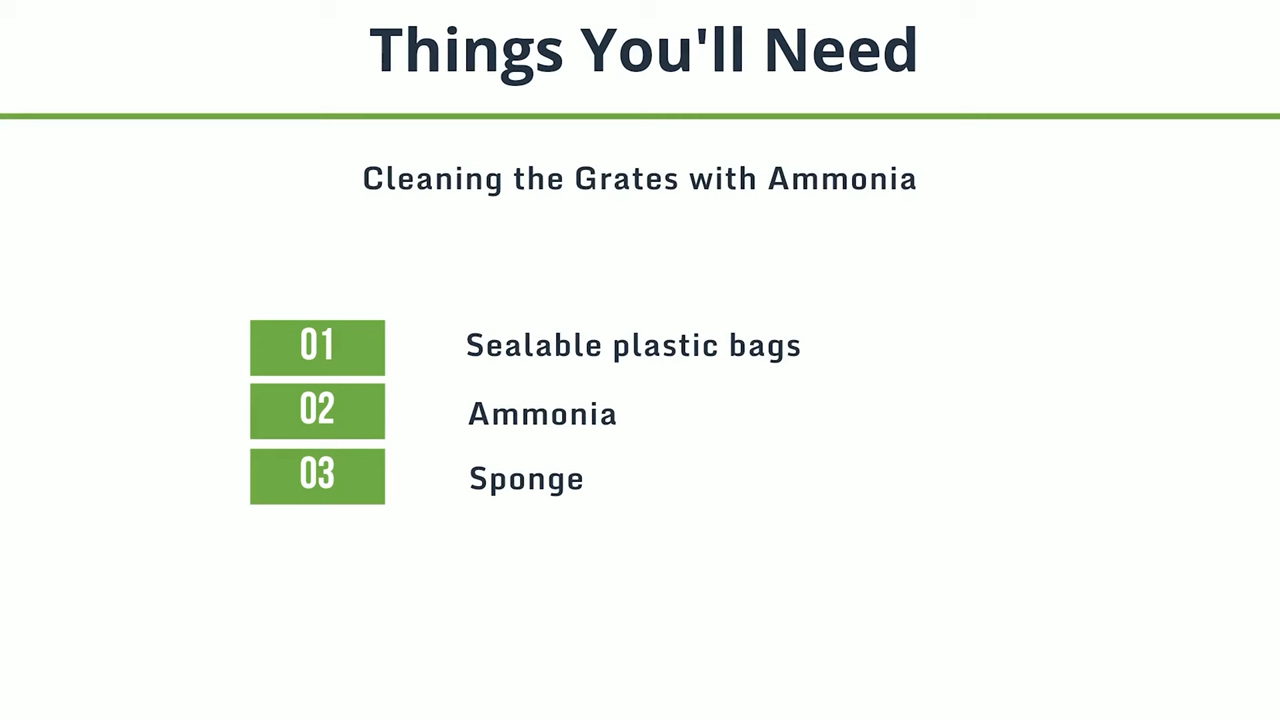 Things You'll Need
Cleaning the Grates with Ammonia
01 Sealable plastic bags
02 Ammonia
03 Sponge